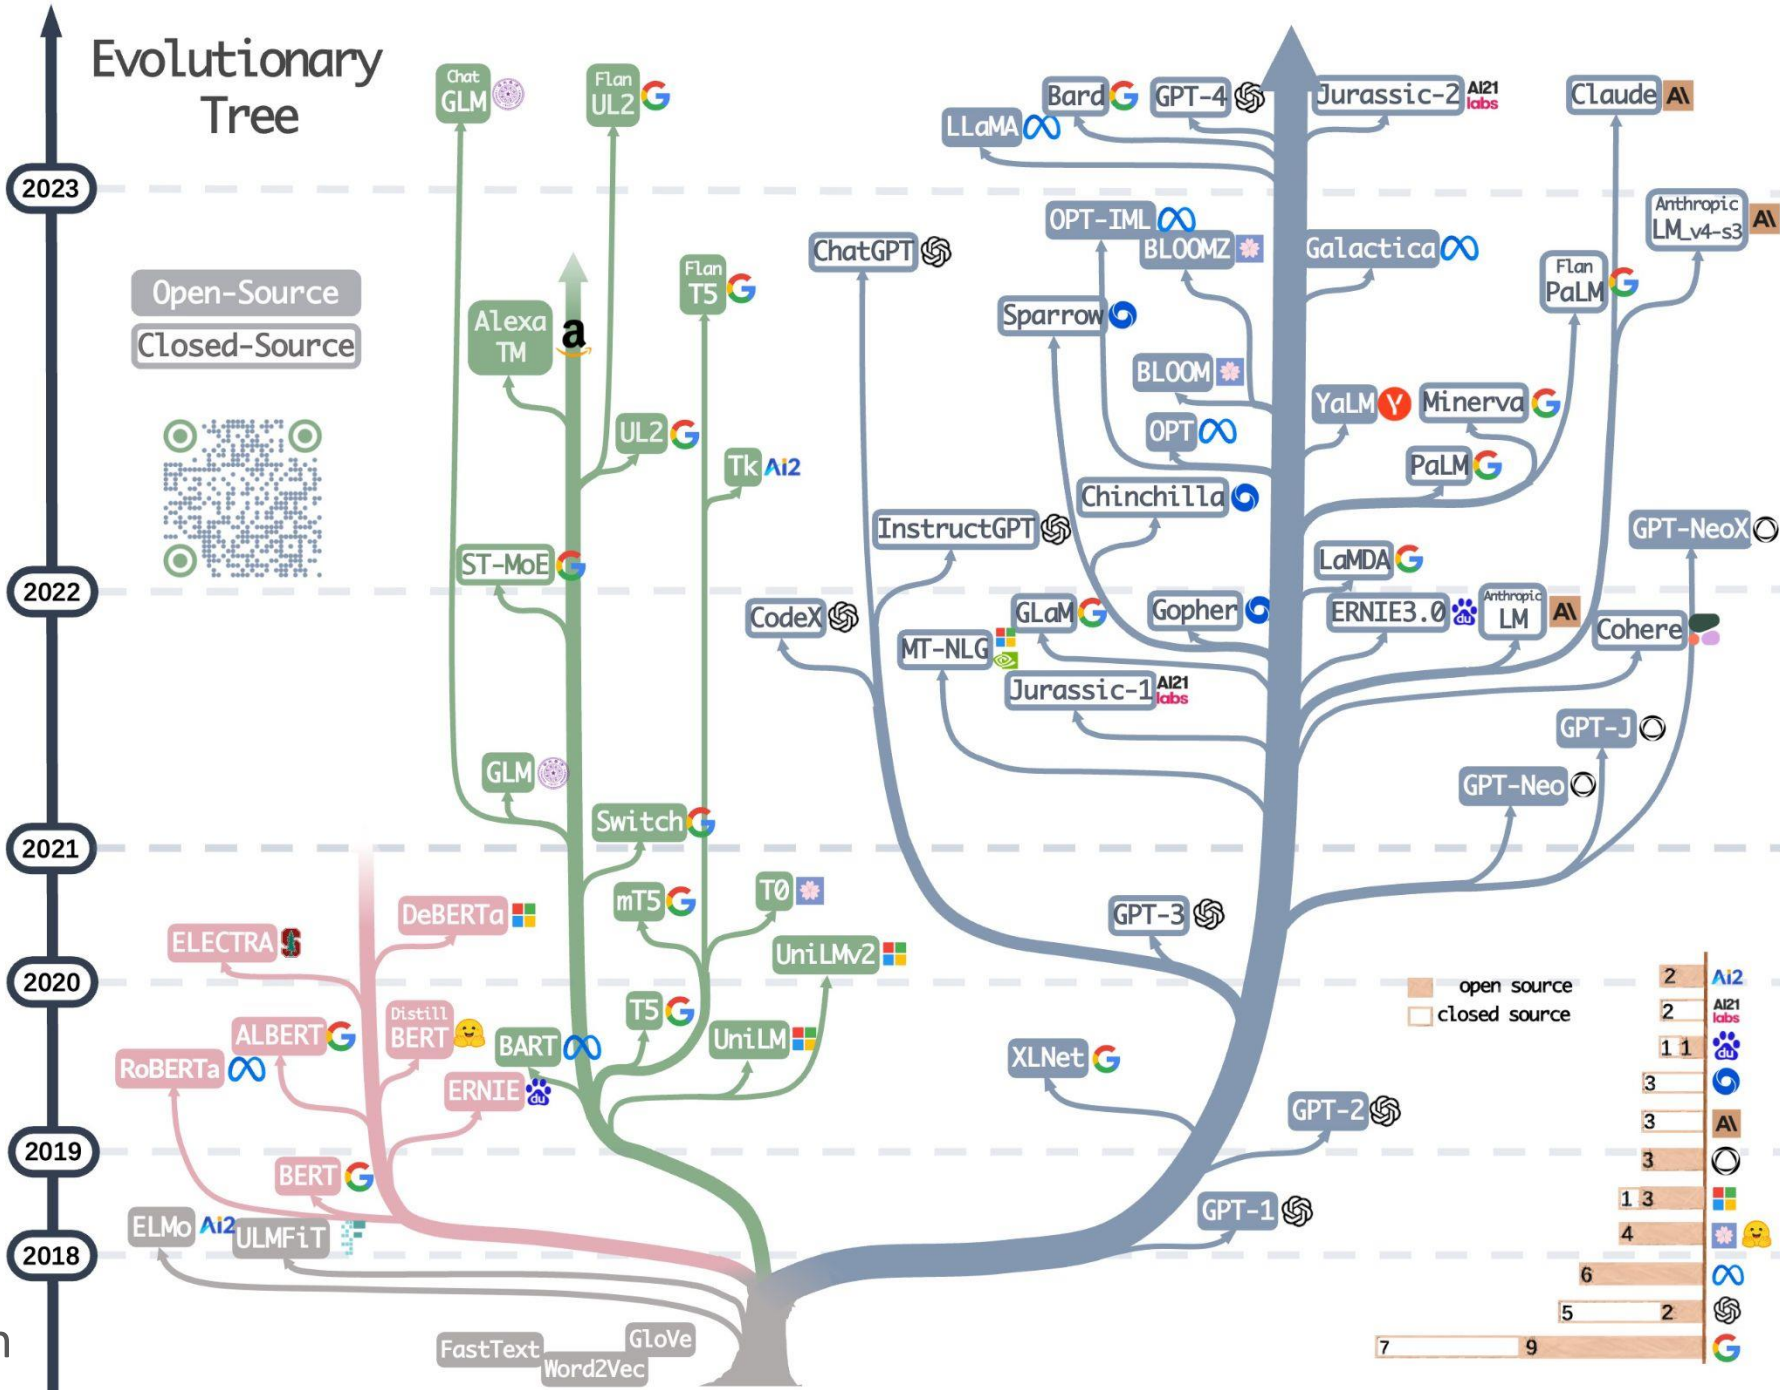 Evolutionary
Tree
2023
2022
2021
2020
2019
2018
Open-Source
Closed-Source
Chat
GLM
Flan
UL2
Alexa
TM
a
Flan
T5
UL2
Tk
Ai2
ST-MoE
GLM
Switch
mT5
T0
UniLMv2
T5
UniLM
BART
DeBERTa
ELECTRA
ALBERT
Distill
BERT
RoBERTa
ERNIE
du
BERT
ELMo
Ai2
ULMFiT
FastText
GloVe
Word2Vec
n
Bard
GPT-4
Jurassic-2
AI21
labs
Claude
A\
LLaMA
OPT-IML
Anthropic
LM_v4-s3
A\
ChatGPT
BLOOMZ
Galactica
Flan
PaLM
Sparrow
BLOOM
YaLM
Y
Minerva
OPT
PaLM
Chinchilla
InstructGPT
GPT-NeoX
LaMDA
CodeX
GLaM
Gopher
ERNIE3.0
du
Anthropic
LM
A\
Cohere
MT-NLG
Jurassic-1
AI21
labs
GPT-J
GPT-Neo
GPT-3
XLNet
GPT-2
GPT-1
open source
closed source
2 Ai2
2 AI21
labs
1 1 du
3
3 A\
3
1 3
4
6
5 2
7 9